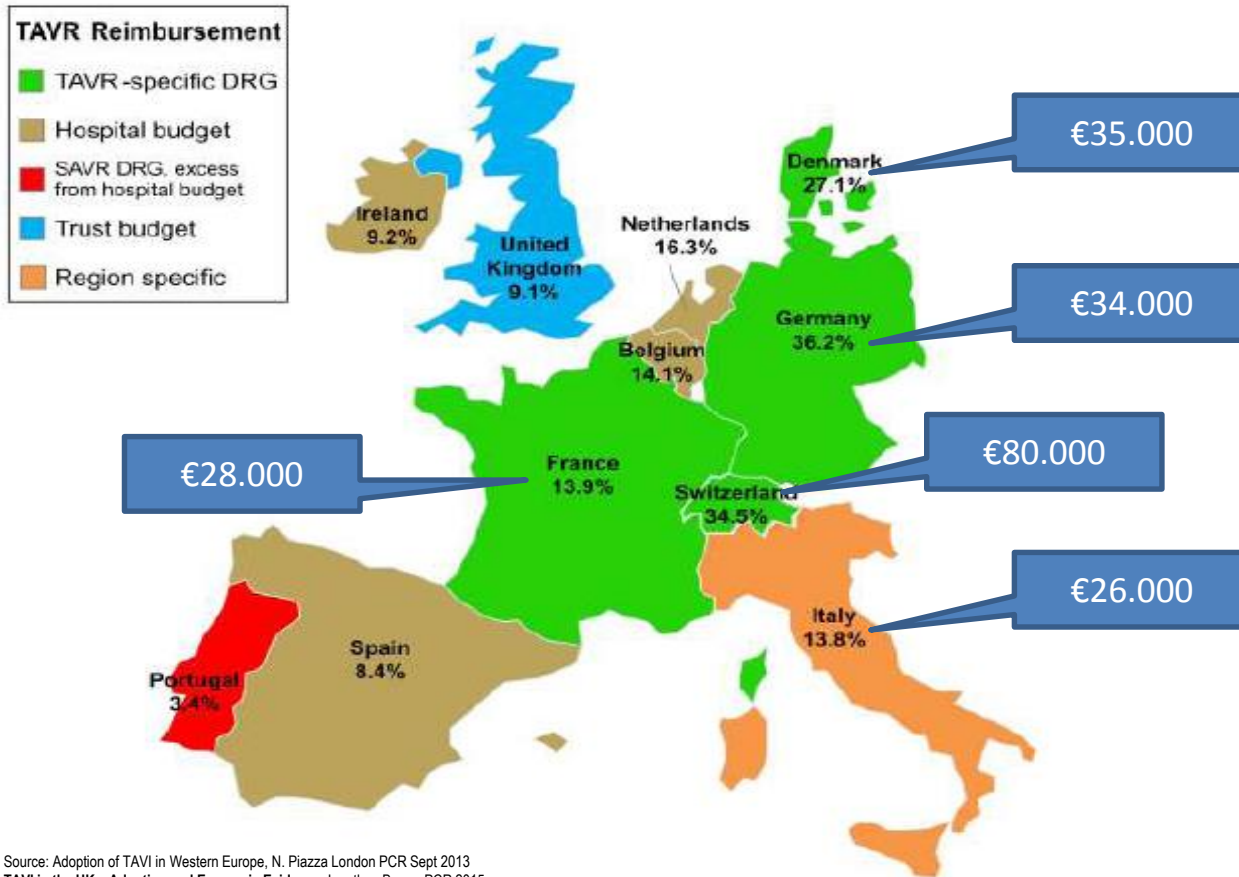 TAVR Reimbursement
TAVR-specific DRG
Hospital budget
SAVR DRG, excess
from hospital budget
Trust budget
Region specific
€35.000
Denmark
27.1%
Ireland
9.2%
Netherlands
16.3%
United
Kingdom
9.1%
€34.000
Germany
36.2%
Belgium
14.1%
€28.000
France
13.9%
€80.000
Switzerland
34.5%
€26.000
Italy
13.8%
Spain
8.4%
Portugal
3.4%
Source: Adoption of TAVI in Western Europe, N. Piazza London PCR Sept 2013